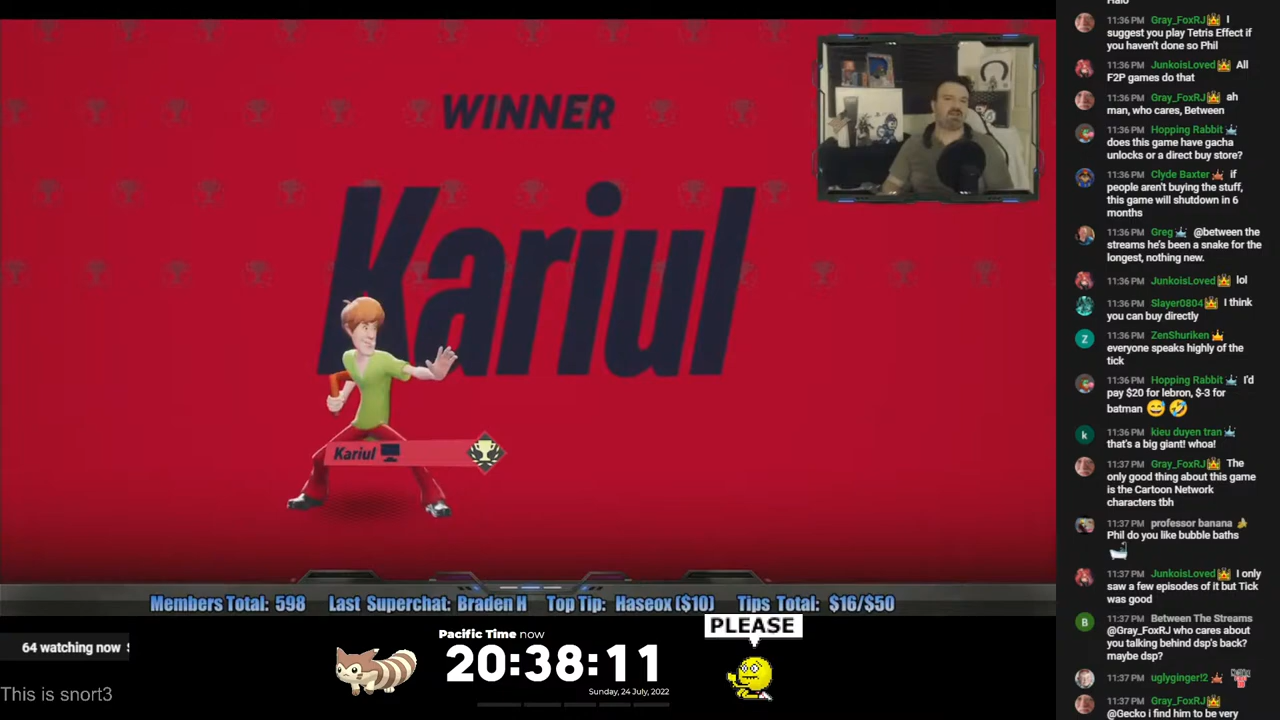 WINNER
Kariul
Kariul
Members Total: 598 Last Superchat: Braden H Top Tip: Haseox ($10) Tips Total: $16/$50
64 watching now
Pacific Time now
20:38:11
Sunday, 24 July, 2022
PLEASE
This is snort3
Halo
11:36 PM Gray_FoxRJ I
suggest you play Tetris Effect if
you haven't done so Phil
11:36 PM JunkoisLoved All
F2P games do that
11:36 PM Gray_FoxRJ ah
man, who cares, Between
11:36 PM Hopping Rabbit
does this game have gacha
unlocks or a direct buy store?
11:36 PM Clyde Baxter if
people aren't buying the stuff,
this game will shutdown in 6
months
11:36 PM Greg @between the
streams he's been a snake for the
longest, nothing new.
11:36 PM JunkoisLoved lol
11:36 PM Slayer0804 I think
you can buy directly
11:36 PM ZenShuriken
everyone speaks highly of the
tick
11:36 PM Hopping Rabbit I'd
pay $20 for lebron, $-3 for
batman 😅 🤣
11:36 PM kieu duyen tran
that's a big giant! whoa!
11:37 PM Gray_FoxRJ The
only good thing about this game
is the Cartoon Network
characters tbh
11:37 PM professor banana
Phil do you like bubble baths
🛁
11:37 PM JunkoisLoved I only
saw a few episodes of it but Tick
was good
11:37 PM Between The Streams
@Gray_FoxRJ who cares about
you talking behind dsp's back?
maybe dsp?
11:37 PM uglyginger!2
11:37 PM Gray_FoxRJ
@Gecko i find him to be very